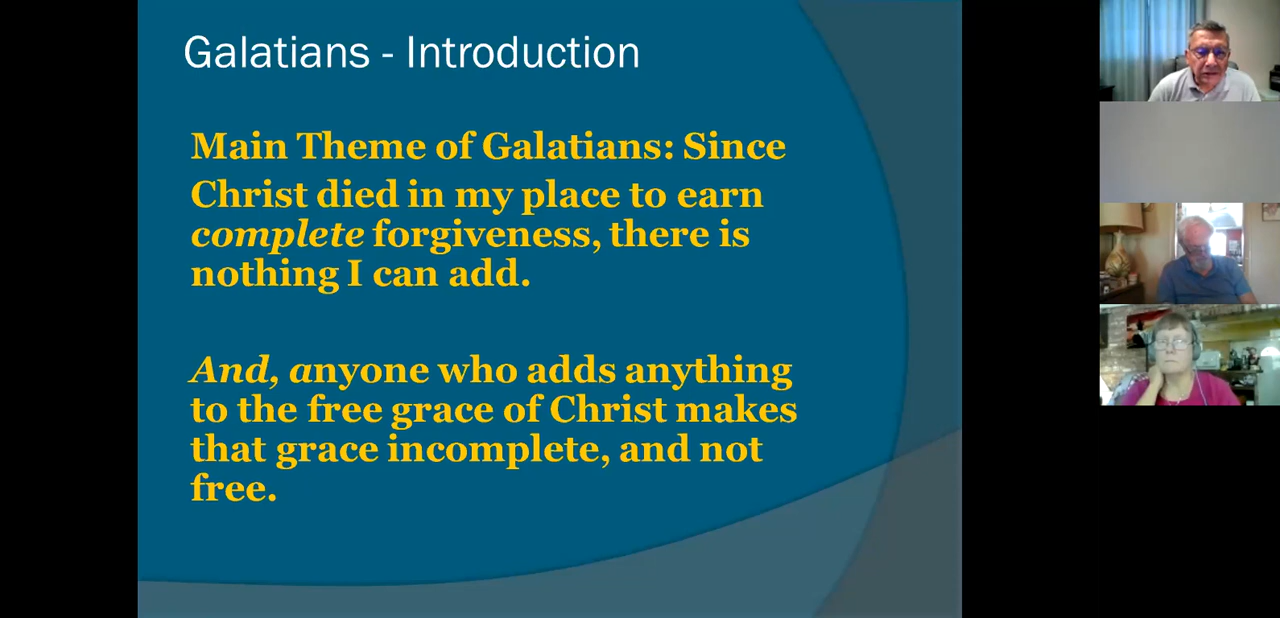 Galatians - Introduction
Main Theme of Galatians: Since
Christ died in my place to earn
complete forgiveness, there is
nothing I can add.
And, anyone who adds anything
to the free grace of Christ makes
that grace incomplete, and not
free.